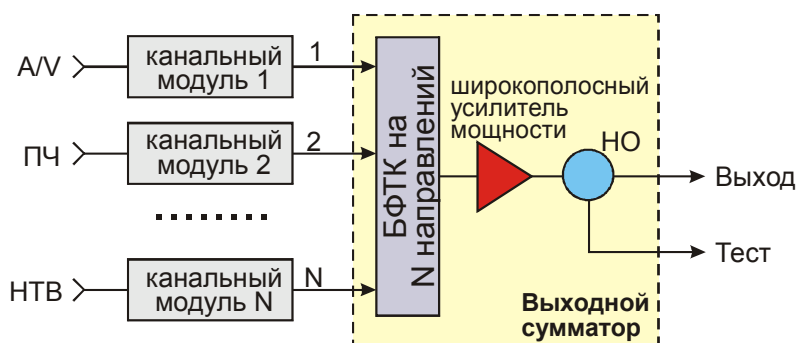 A/V
канальный
модуль 1
1
ПЧ
канальный
модуль 2
2
НТВ
канальный
модуль N
N
БФТК на
N направлений
широкополосный
усилитель
мощности
НО
Выход
Тест
Выходной
сумматор